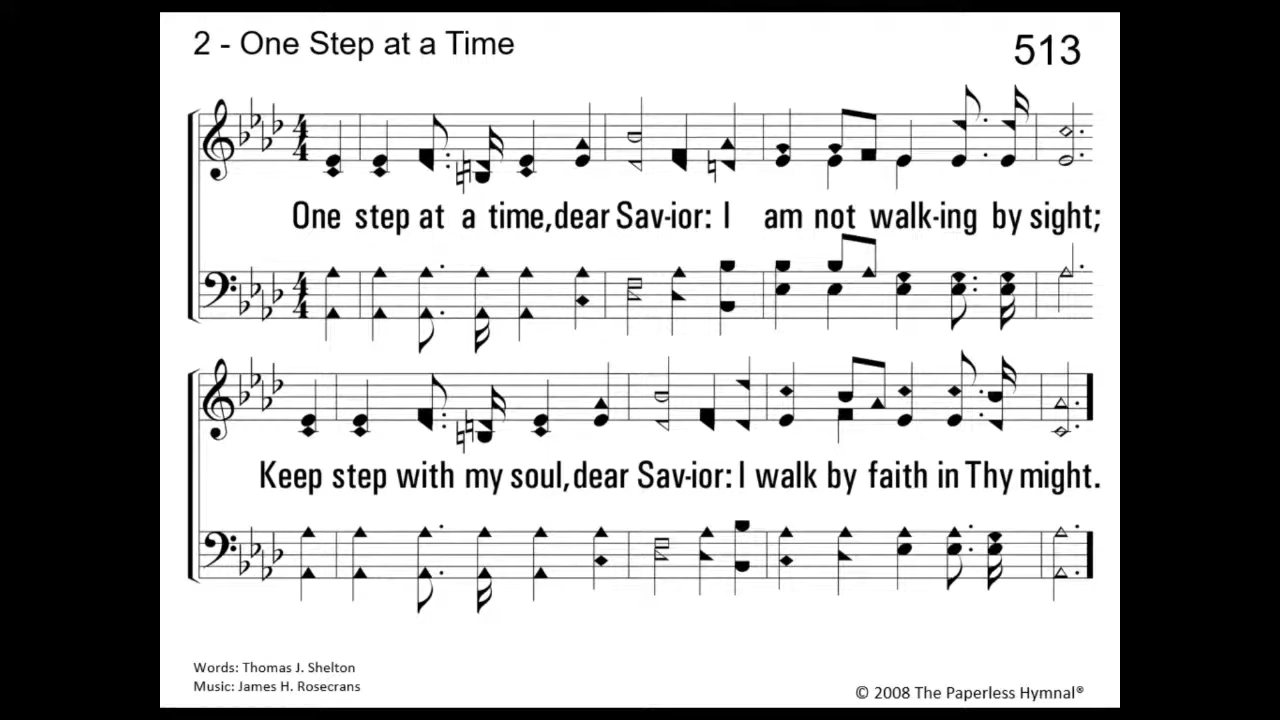 2 - One Step at a Time
513
One step at a time, dear Sav-ior: I am not walk-ing by sight;
Keep step with my soul, dear Sav-ior: I walk by faith in Thy might.
Words: Thomas J. Shelton
Music: James H. Rosecrans
© 2008 The Paperless Hymnal®